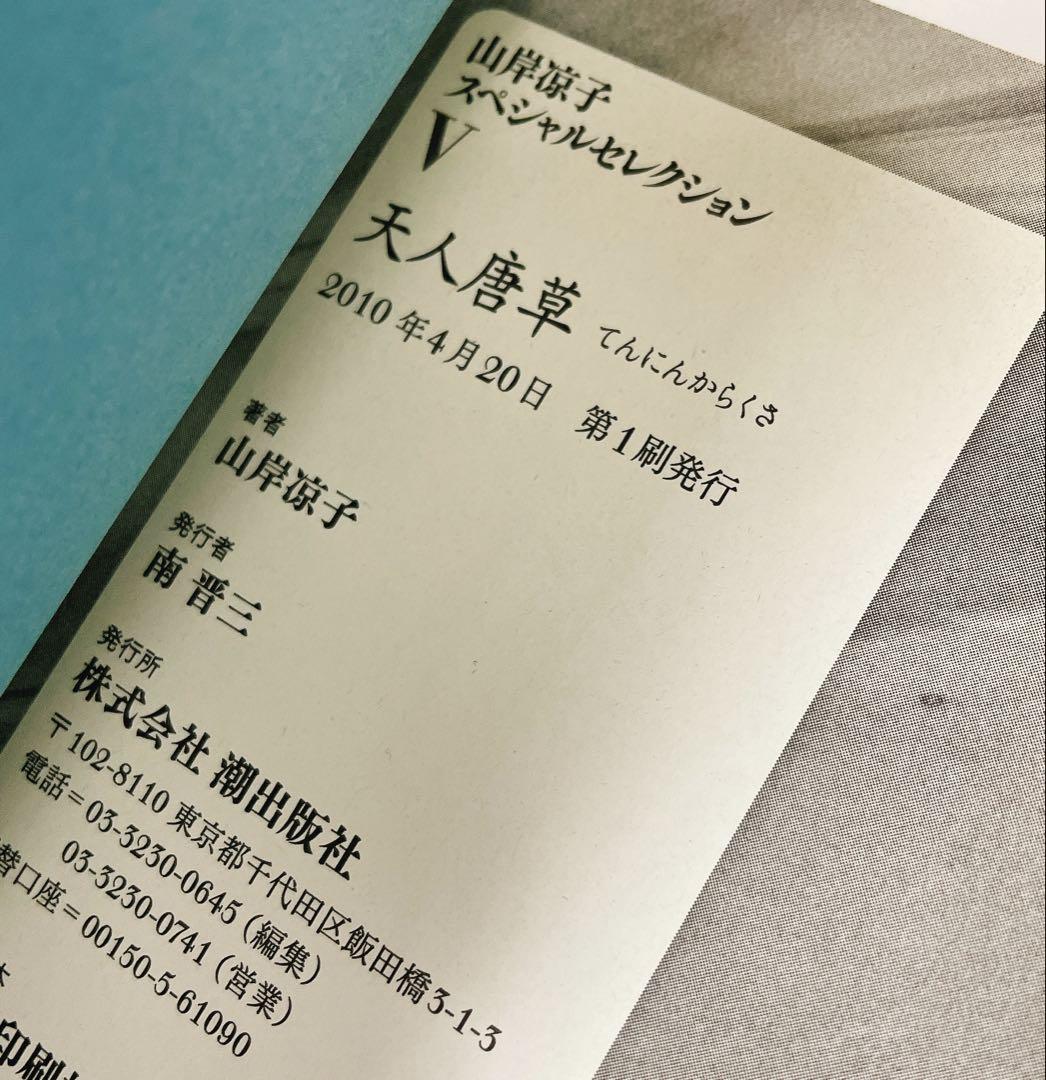 山岸凉子
スペシャルセレクション
V
天人唐草 てんにんからくさ
2010年4月20日 第1刷発行
著者
山岸凉子
発行者
南 晋三
発行所
株式会社 潮出版社
〒102-8110 東京都千代田区飯田橋3-1-3
電話=03-3230-0645(編集)
03-3230-0741(営業)
替口座=00150-5-61090
印刷